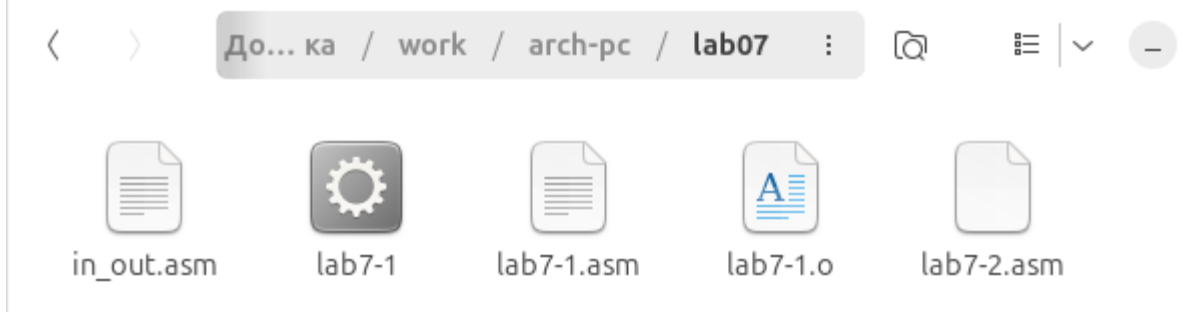 До... ка / work / arch-pc / lab07
in_out.asm lab7-1 lab7-1.asm lab7-1.o lab7-2.asm